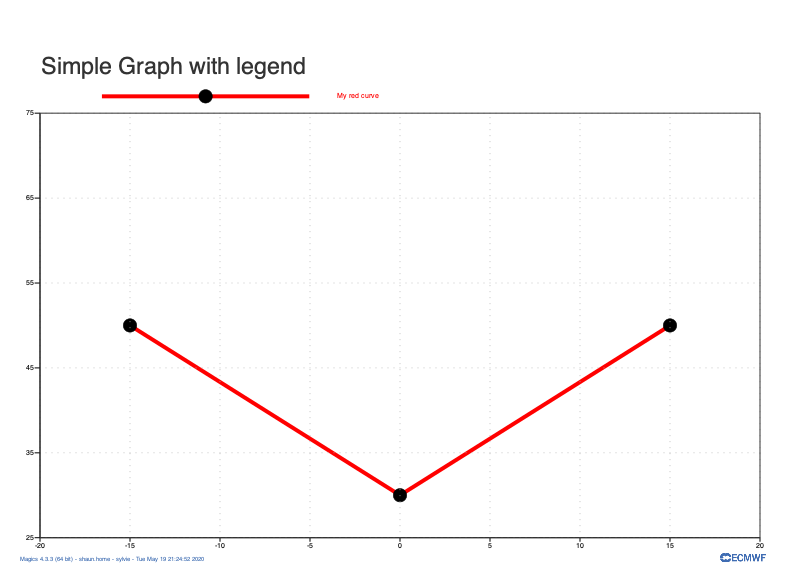 Simple Graph with legend
My red curve
75
65
55
45
35
25
-20 -15 -10 -5 0 5 10 15 20
Magics 4.3.3 (64 bit) - shaun.home - sylvie - Tue May 19 21:24:52 2020
ECMWF